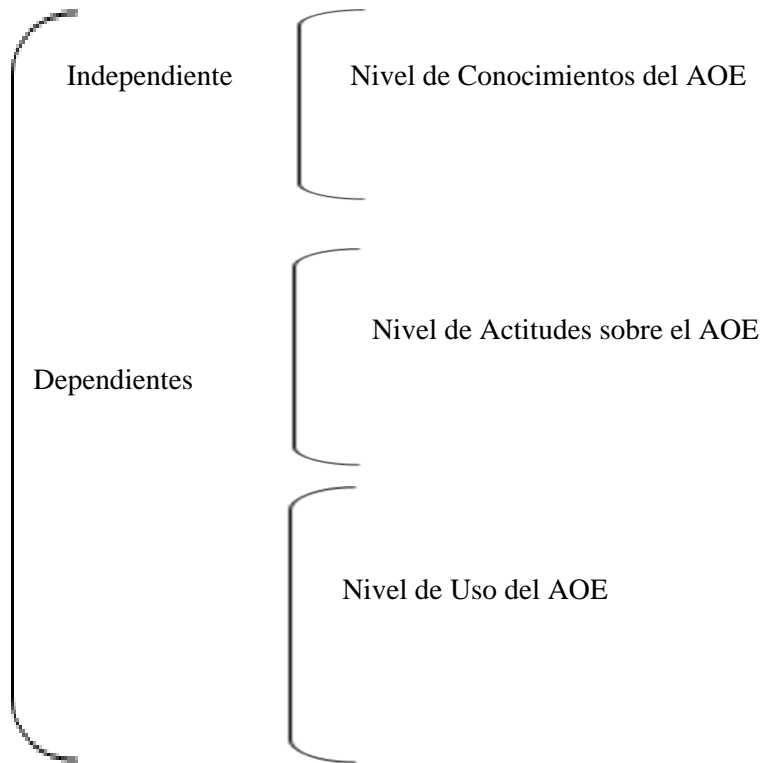 Independiente
Nivel de Conocimientos del AOE
Nivel de Actitudes sobre el AOE
Dependientes
Nivel de Uso del AOE